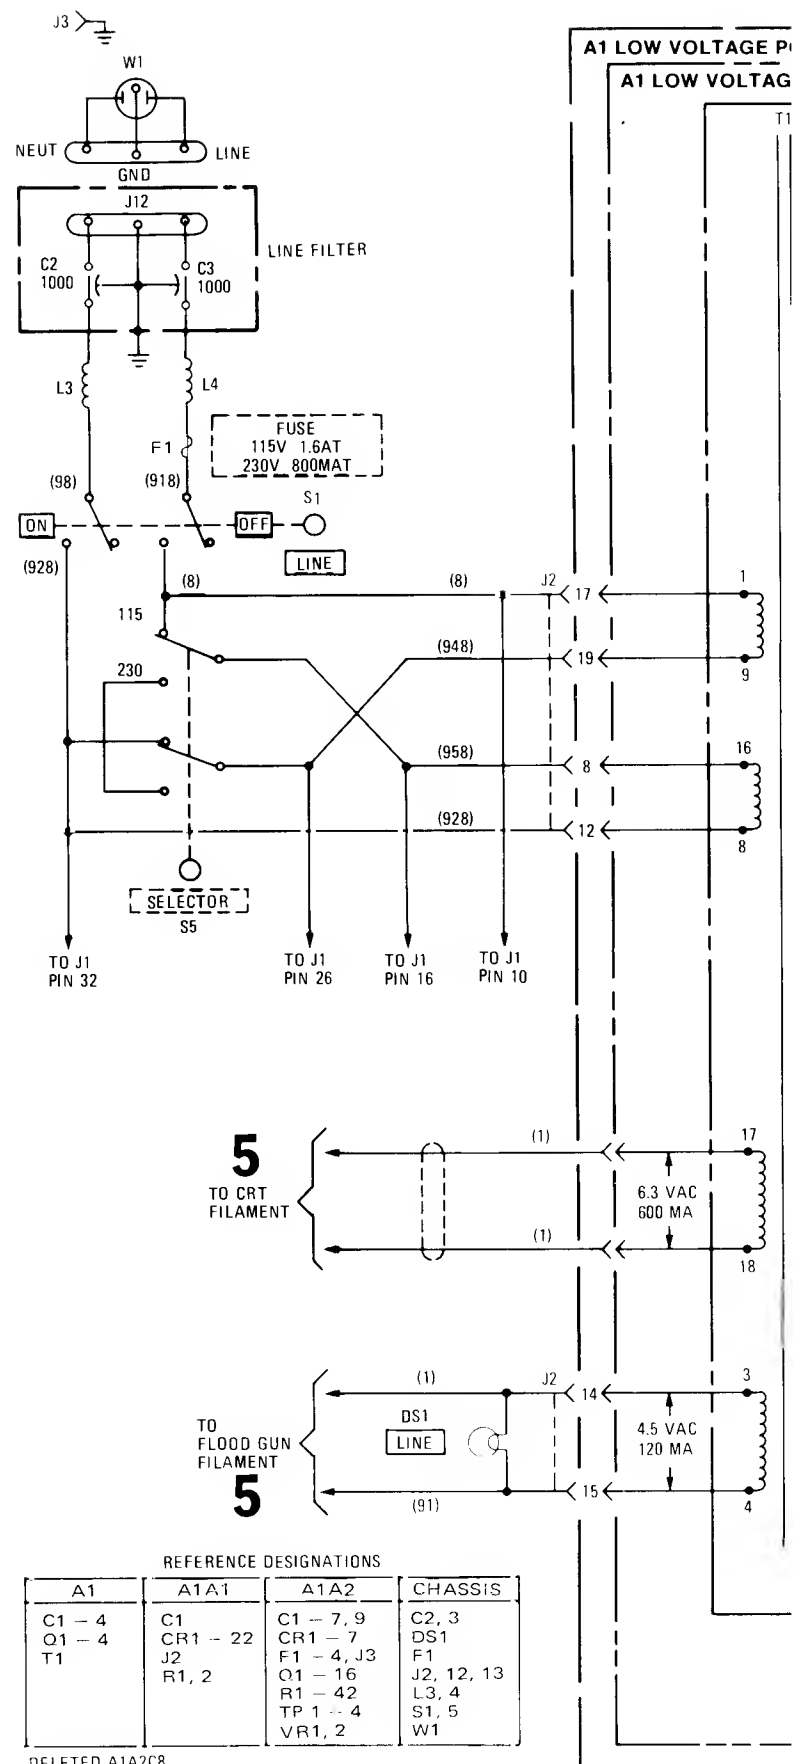 J3
A1 LOW VOLTAGE P
W1
A1 LOW VOLTAG
T1
NEUT
LINE
GND
J12
LINE FILTER
C2
1000
C3
1000
L3
L4
F1
FUSE
115V 1.6AT
230V 800MAT
(98)
(918)
S1
ON
OFF
LINE
(928)
(8)
(8)
J2
17
1
115
(948)
19
9
230
(958)
8
16
(928)
12
8
SELECTOR
S5
TO J1
PIN 32
TO J1
PIN 26
TO J1
PIN 16
TO J1
PIN 10
5
TO CRT
FILAMENT
(1)
17
6.3 VAC
600 MA
(1)
18
(1)
J2
14
3
TO
FLOOD GUN
FILAMENT
5
DS1
LINE
4.5 VAC
120 MA
(91)
15
4
REFERENCE DESIGNATIONS
A1 A1A1 A1A2 CHASSIS
C1 – 4 C1 C1 – 7, 9 C2, 3
Q1 – 4 CR1 – 22 CR1 – 7 DS1
T1 J2 F1 – 4, J3 F1
R1, 2 Q1 – 16 J2, 12, 13
R1 – 42 L3, 4
TP 1 – 4 S1, 5
VR1, 2 W1
DELETED A1A2C8